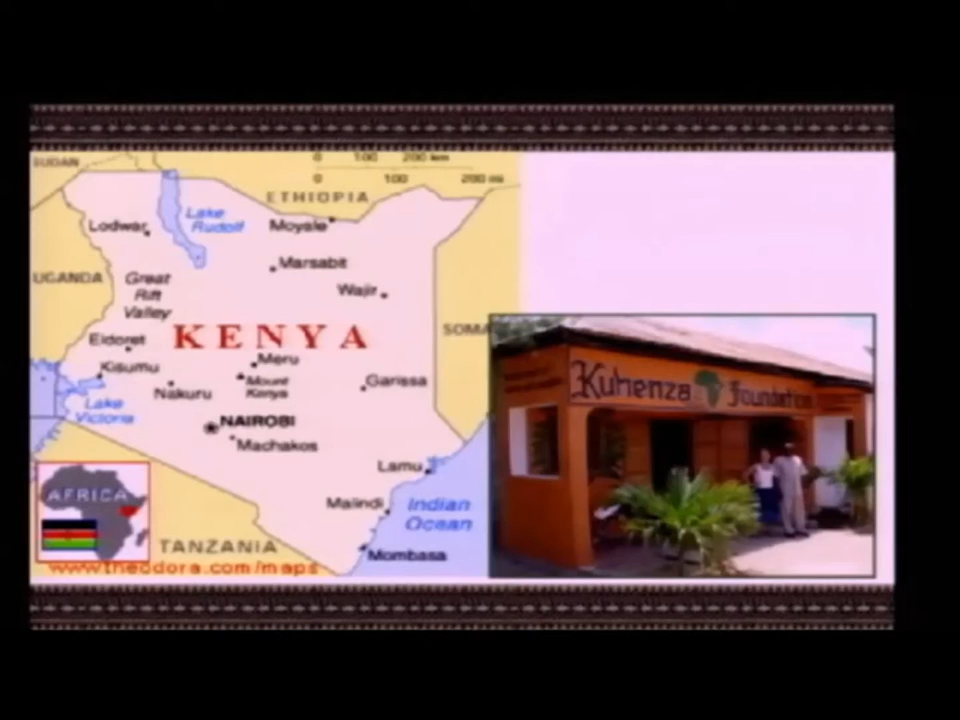 SUDAN
0 100 200 km
0 100 200 mi
ETHIOPIA
Lake
Rudolf
Lodwar
Moyale
Marsabit
UGANDA
Great
Rift
Valley
Wajir
KENYA
SOMA
Eldoret
Kisumu
Meru
Mount
Kenya
Nakuru
Garissa
Lake
Victoria
NAIROBI
Machakos
Lamu
AFRICA
Malindi
Indian
Ocean
TANZANIA
Mombasa
www.theodora.com/maps
Kuhenza Foundation